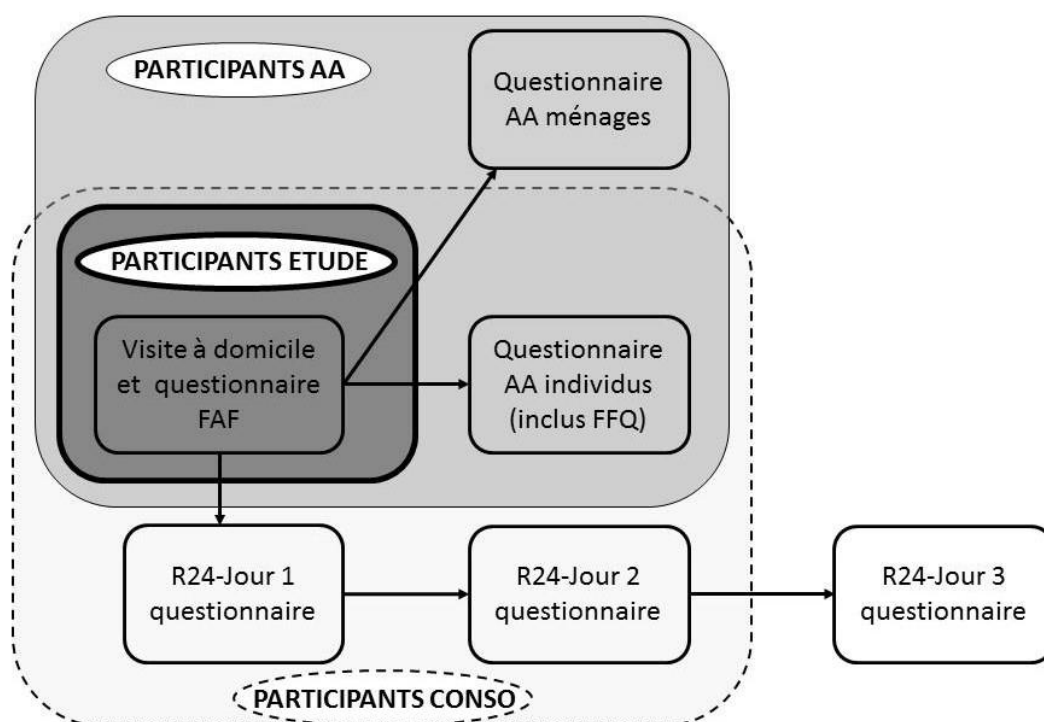 PARTICIPANTS AA
Questionnaire
AA ménages
PARTICIPANTS ETUDE
Visite à domicile
et questionnaire
FAF
Questionnaire
AA individus
(inclus FFQ)
R24-Jour 1
questionnaire
R24-Jour 2
questionnaire
R24-Jour 3
questionnaire
PARTICIPANTS CONSO